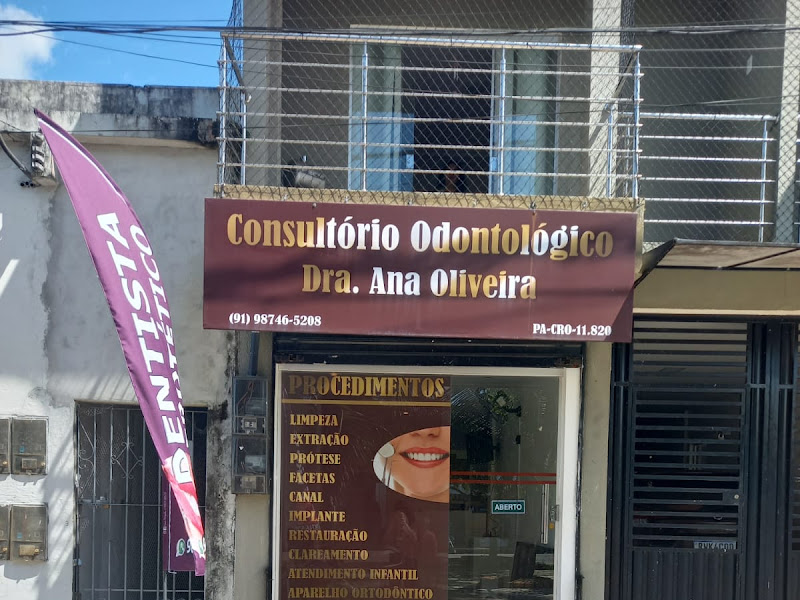 Consultório Odontológico
Dra. Ana Oliveira
(91) 98746-5208
PA-CRO-11.820
DENTISTA
ESTÉTICO
PROCEDIMENTOS
LIMPEZA
EXTRAÇÃO
PRÓTESE
FACETAS
CANAL
IMPLANTE
RESTAURAÇÃO
CLAREAMENTO
ATENDIMENTO INFANTIL
APARELHO ORTODÔNTICO
ABERTO